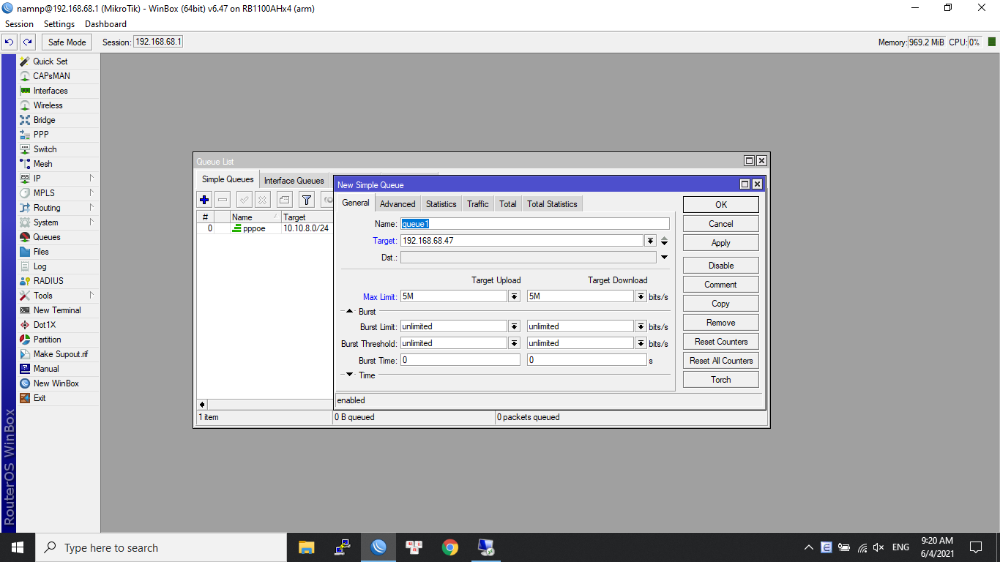 namnp@192.168.68.1 (MikroTik) - WinBox (64bit) v6.47 on RB1100AHx4 (arm)
Session Settings Dashboard
Safe Mode Session: 192.168.68.1 Memory: 969.2 MiB CPU: 0%
Quick Set
CAPsMAN
Interfaces
Wireless
Bridge
PPP
Switch
Mesh
IP
MPLS
Routing
System
Queues
Files
Log
RADIUS
Tools
New Terminal
Dot1X
Partition
Make Supout.rif
Manual
New WinBox
Exit
RouterOS WinBox
Queue List
Simple Queues Interface Queues
# Name Target
0 pppoe 10.10.8.0/24
1 item 0 B queued 0 packets queued
New Simple Queue
General Advanced Statistics Traffic Total Total Statistics
Name: queue1
Target: 192.168.68.47
Dst.:
Target Upload Target Download
Max Limit: 5M 5M bits/s
Burst
Burst Limit: unlimited unlimited bits/s
Burst Threshold: unlimited unlimited bits/s
Burst Time: 0 0 s
Time
enabled
OK
Cancel
Apply
Disable
Comment
Copy
Remove
Reset Counters
Reset All Counters
Torch
Type here to search
ENG
9:20 AM
6/4/2021